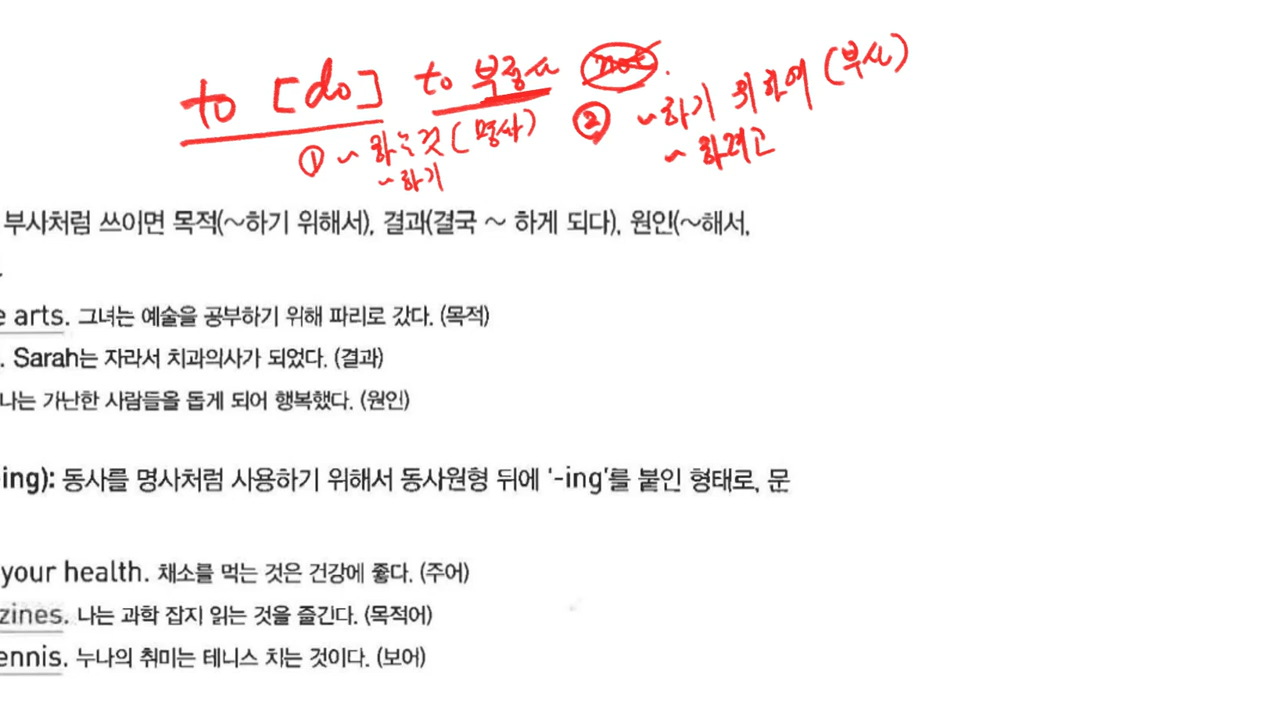 to [do] to 부정사
① ~ 하는것 (명사) ② ~하기 위하여 (부사)
~하기 ~ 하려고
부사처럼 쓰이면 목적(~하기 위해서), 결과(결국 ~ 하게 되다), 원인(~해서,
e arts. 그녀는 예술을 공부하기 위해 파리로 갔다. (목적)
. Sarah는 자라서 치과의사가 되었다. (결과)
나는 가난한 사람들을 돕게 되어 행복했다. (원인)
ing): 동사를 명사처럼 사용하기 위해서 동사원형 뒤에 '-ing'를 붙인 형태로, 문
your health. 채소를 먹는 것은 건강에 좋다. (주어)
zines. 나는 과학 잡지 읽는 것을 즐긴다. (목적어)
ennis. 누나의 취미는 테니스 치는 것이다. (보어)